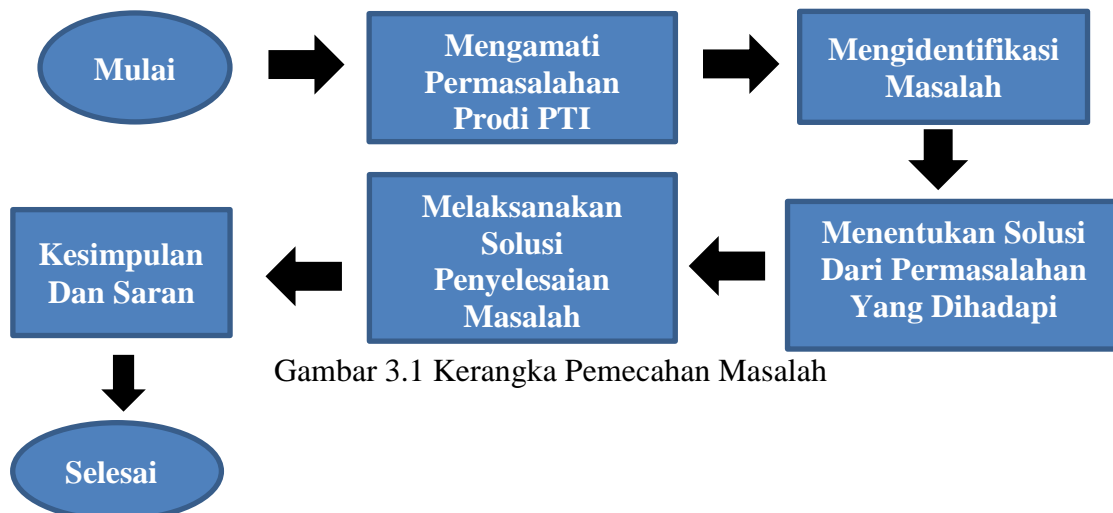 Mulai
Mengamati
Permasalahan
Prodi PTI
Mengidentifikasi
Masalah
Menentukan Solusi
Dari Permasalahan
Yang Dihadapi
Melaksanakan
Solusi
Penyelesaian
Masalah
Kesimpulan
Dan Saran
Selesai
Gambar 3.1 Kerangka Pemecahan Masalah